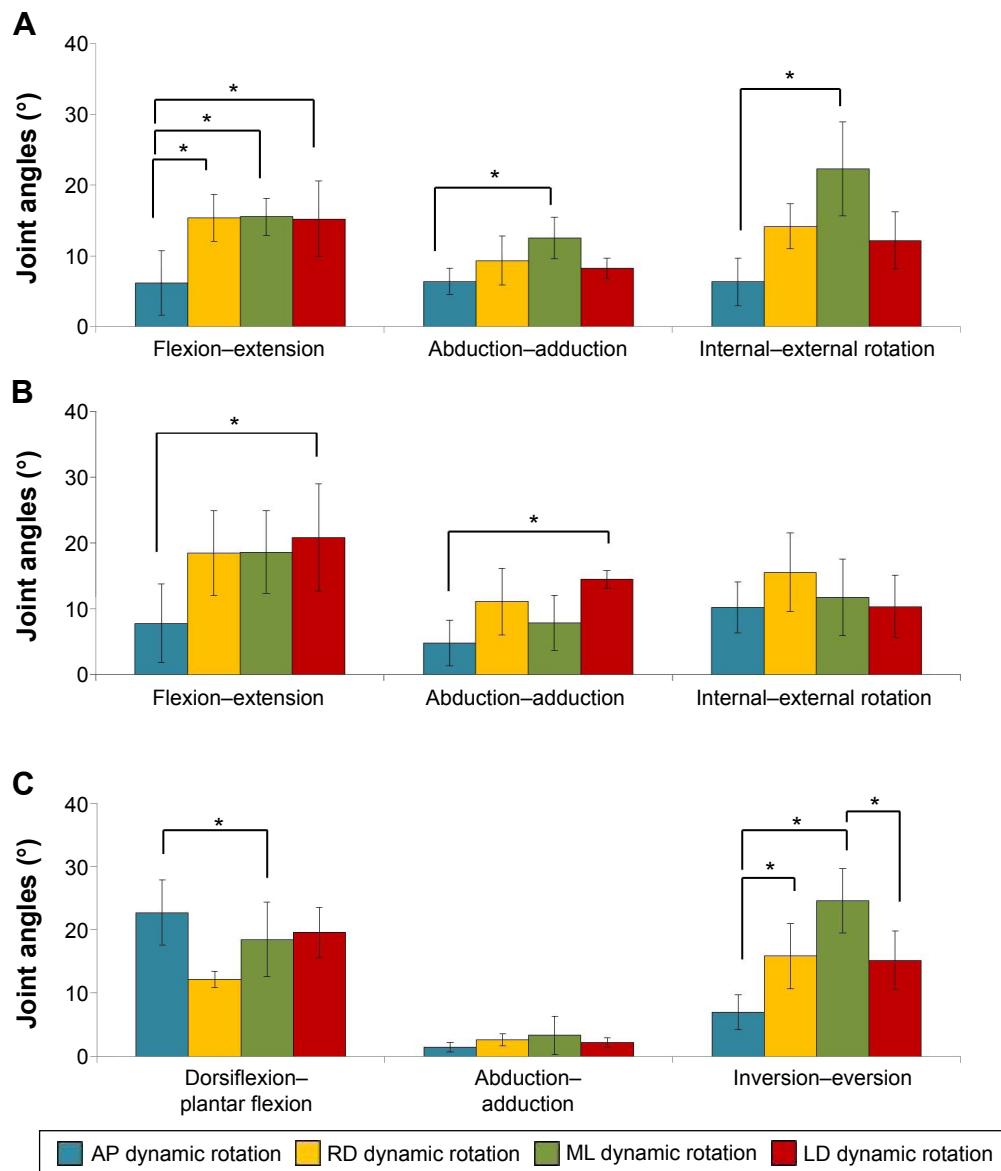 A
Joint angles (°)
40
30
20
10
0
*
*
*
*
*
Flexion–extension
Abduction–adduction
Internal–external rotation
B
Joint angles (°)
40
30
20
10
0
*
*
Flexion–extension
Abduction–adduction
Internal–external rotation
C
Joint angles (°)
40
30
20
10
0
*
*
*
*
Dorsiflexion–
plantar flexion
Abduction–
adduction
Inversion–eversion
AP dynamic rotation
RD dynamic rotation
ML dynamic rotation
LD dynamic rotation